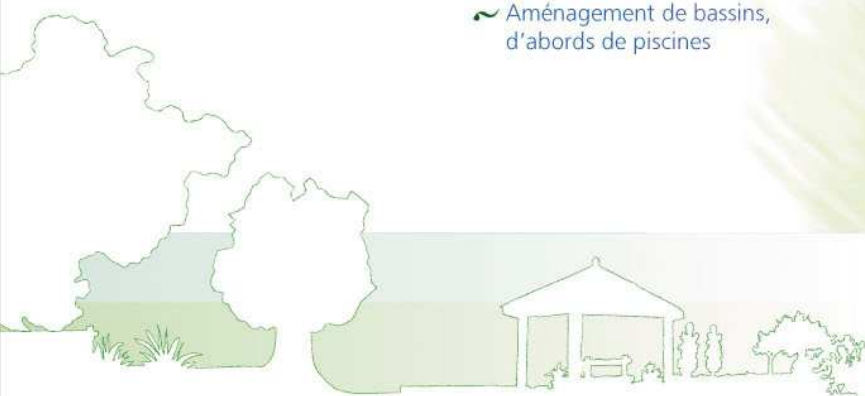 Aménagement de bassins,
d'abords de piscines